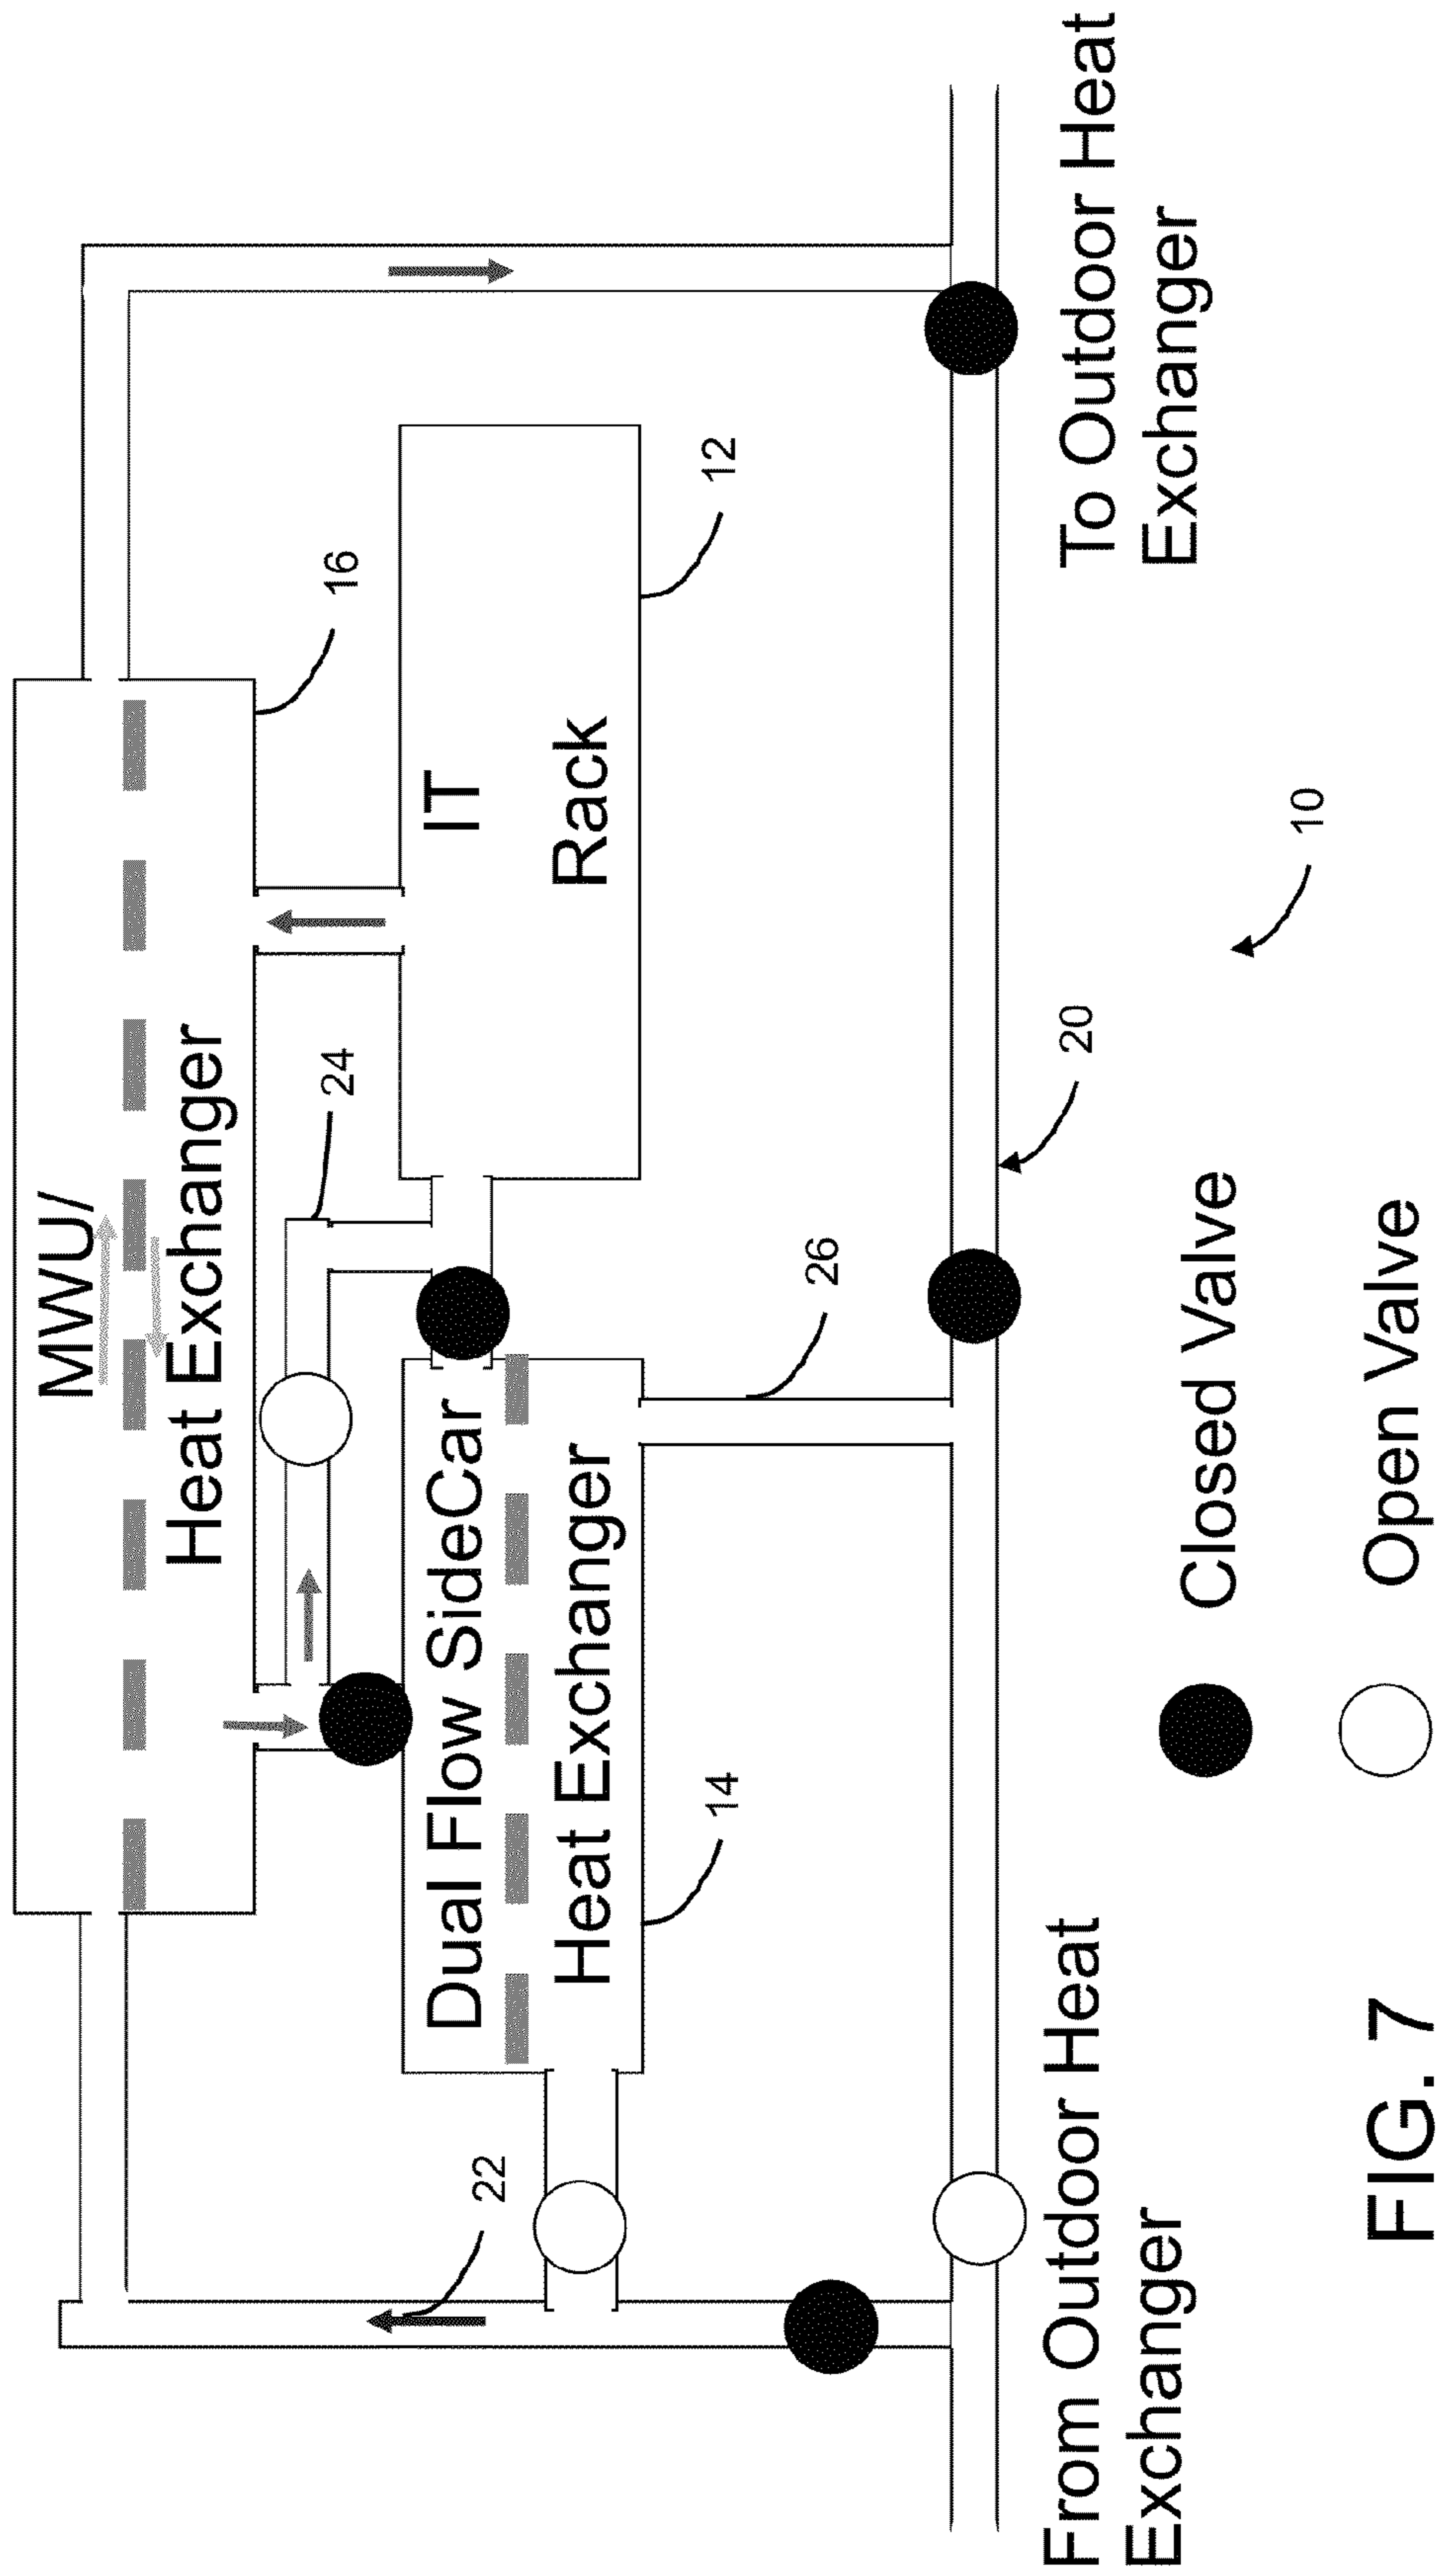 MWU/
Heat Exchanger
16
24
IT
Rack
12
Dual Flow SideCar
Heat Exchanger
14
22
26
20
10
From Outdoor Heat
Exchanger
To Outdoor Heat
Exchanger
Closed Valve
Open Valve
FIG. 7